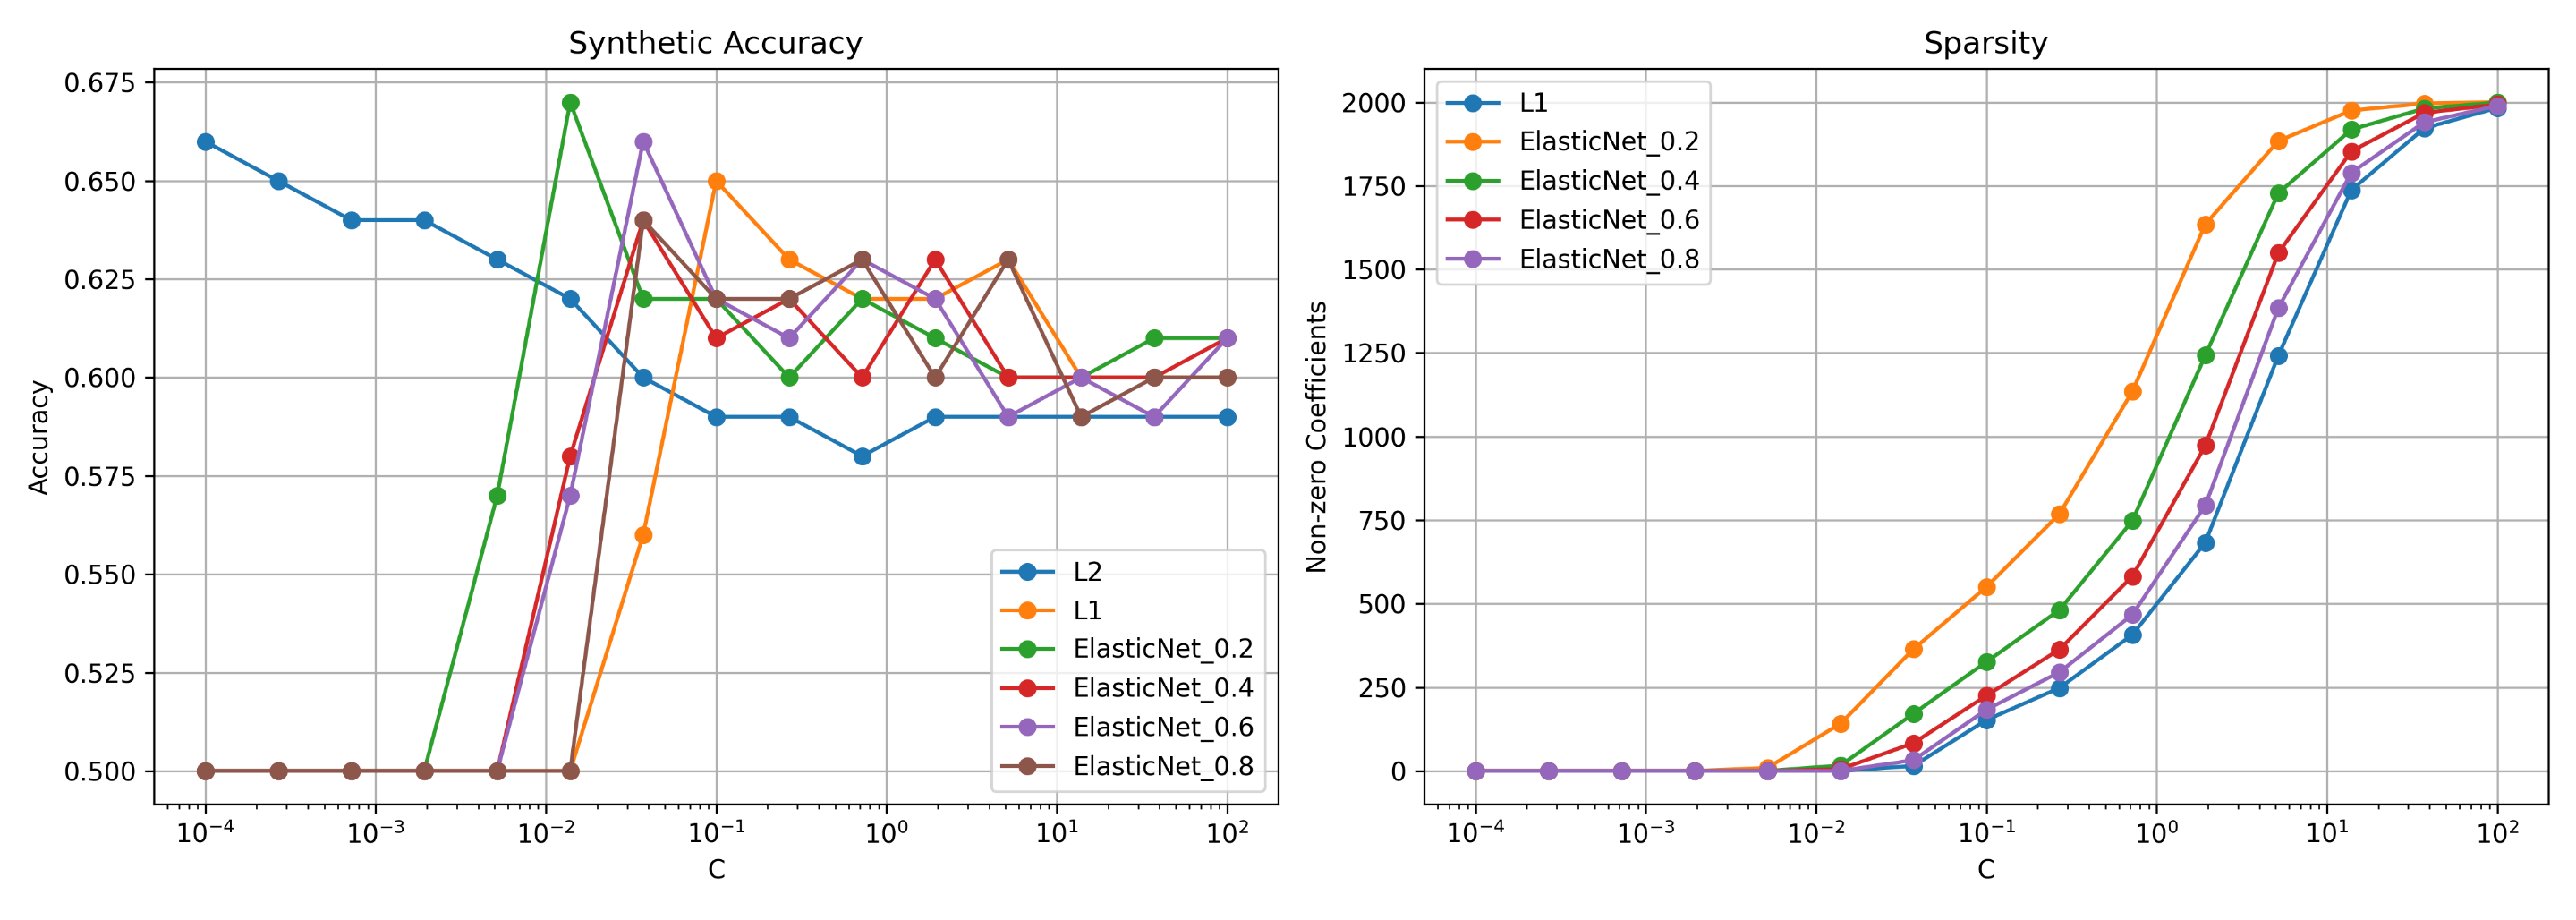 Synthetic Accuracy
Accuracy
0.675
0.650
0.625
0.600
0.575
0.550
0.525
0.500
L2
L1
ElasticNet_0.2
ElasticNet_0.4
ElasticNet_0.6
ElasticNet_0.8
10⁻⁴ 10⁻³ 10⁻² 10⁻¹ 10⁰ 10¹ 10²
C
Sparsity
Non-zero Coefficients
2000
1750
1500
1250
1000
750
500
250
0
L1
ElasticNet_0.2
ElasticNet_0.4
ElasticNet_0.6
ElasticNet_0.8
10⁻⁴ 10⁻³ 10⁻² 10⁻¹ 10⁰ 10¹ 10²
C